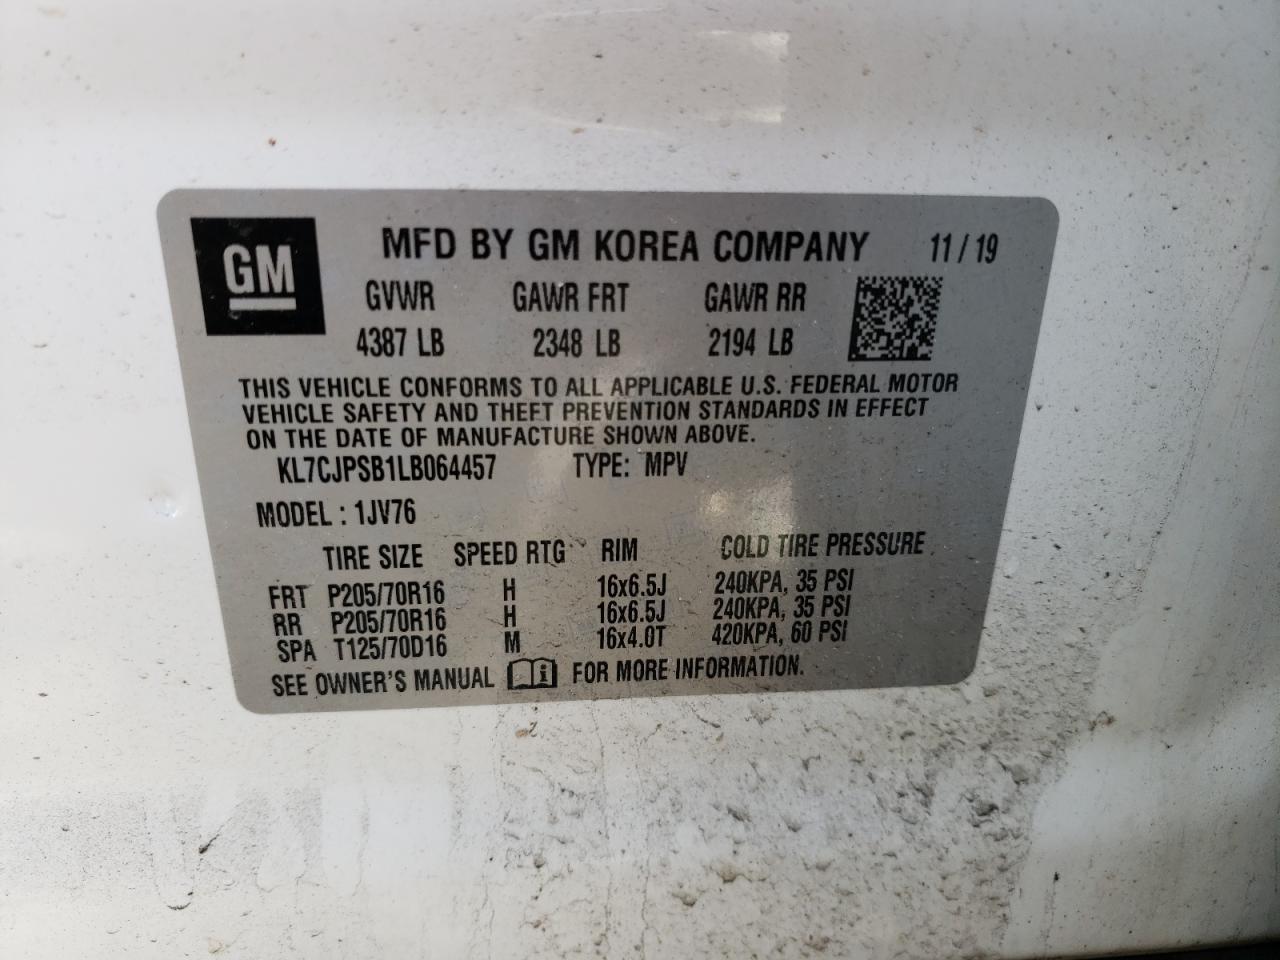 GM
MFD BY GM KOREA COMPANY 11/19
GVWR GAWR FRT GAWR RR
4387 LB 2348 LB 2194 LB
THIS VEHICLE CONFORMS TO ALL APPLICABLE U.S. FEDERAL MOTOR
VEHICLE SAFETY AND THEFT PREVENTION STANDARDS IN EFFECT
ON THE DATE OF MANUFACTURE SHOWN ABOVE.
KL7CJPSB1LB064457 TYPE: MPV
MODEL : 1JV76
TIRE SIZE SPEED RTG RIM COLD TIRE PRESSURE
FRT P205/70R16 H 16x6.5J 240KPA, 35 PSI
RR P205/70R16 H 16x6.5J 240KPA, 35 PSI
SPA T125/70D16 M 16x4.0T 420KPA, 60 PSI
SEE OWNER'S MANUAL FOR MORE INFORMATION.